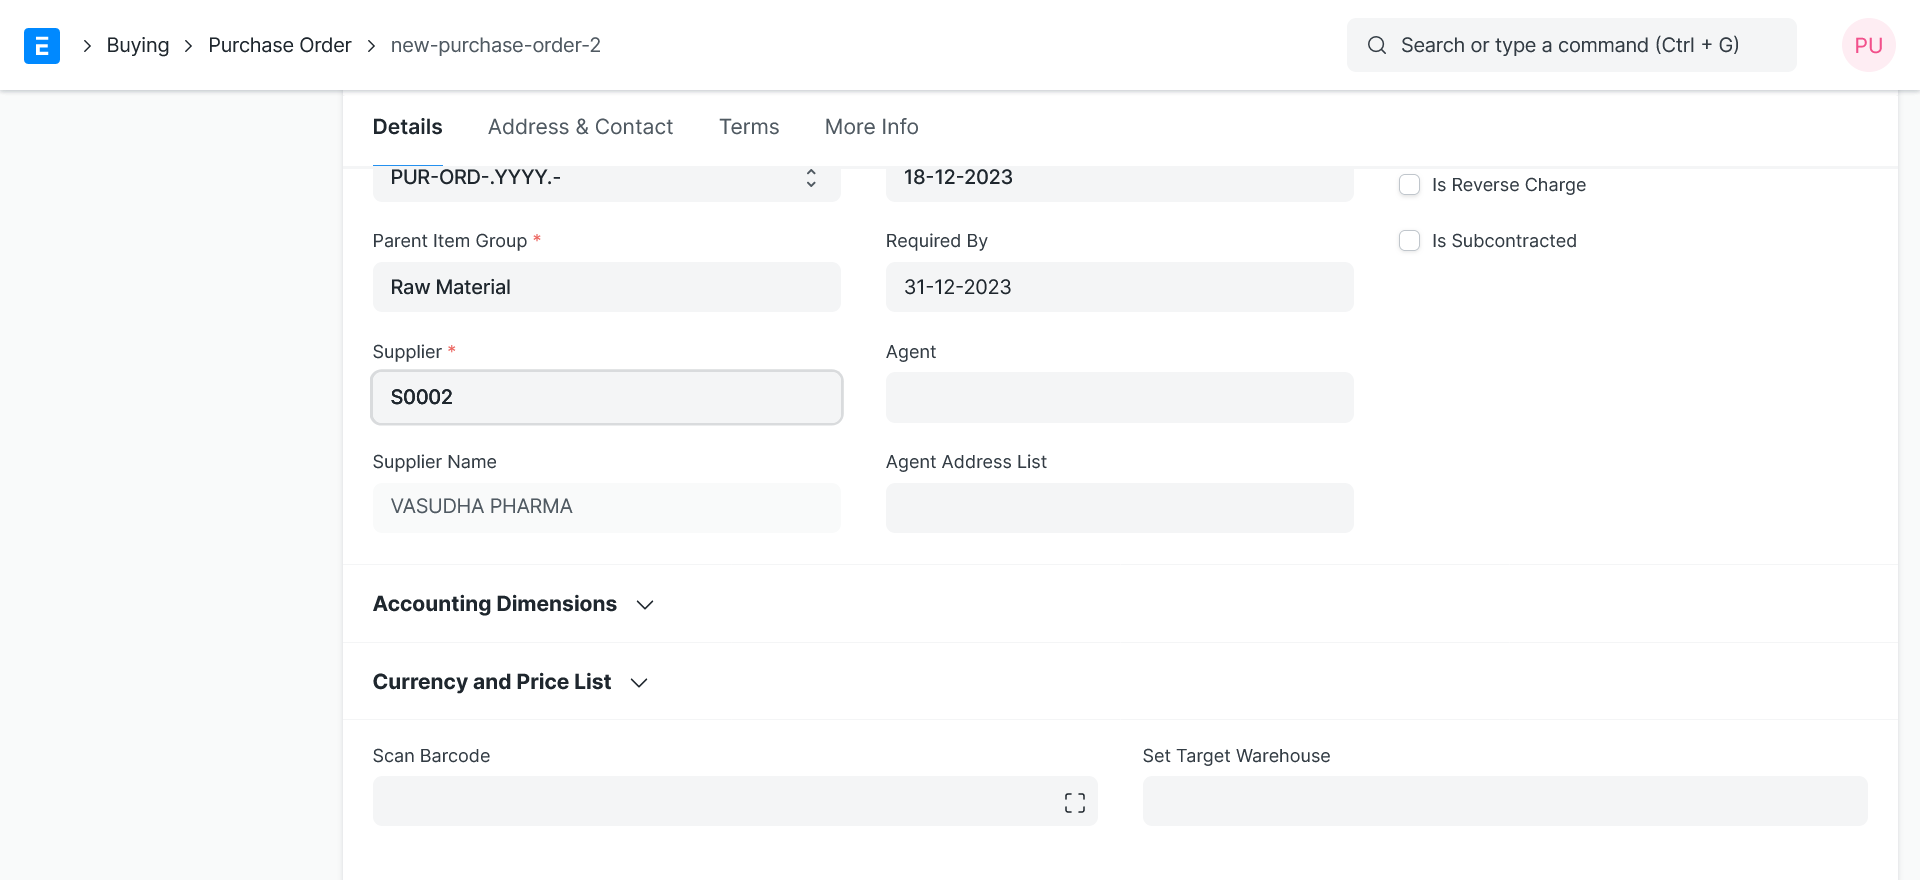 E > Buying > Purchase Order > new-purchase-order-2
Search or type a command (Ctrl + G)
PU
Details Address & Contact Terms More Info
PUR-ORD-.YYYY.- 18-12-2023 Is Reverse Charge
Parent Item Group * Required By Is Subcontracted
Raw Material 31-12-2023
Supplier * Agent
S0002
Supplier Name Agent Address List
VASUDHA PHARMA
Accounting Dimensions
Currency and Price List
Scan Barcode Set Target Warehouse